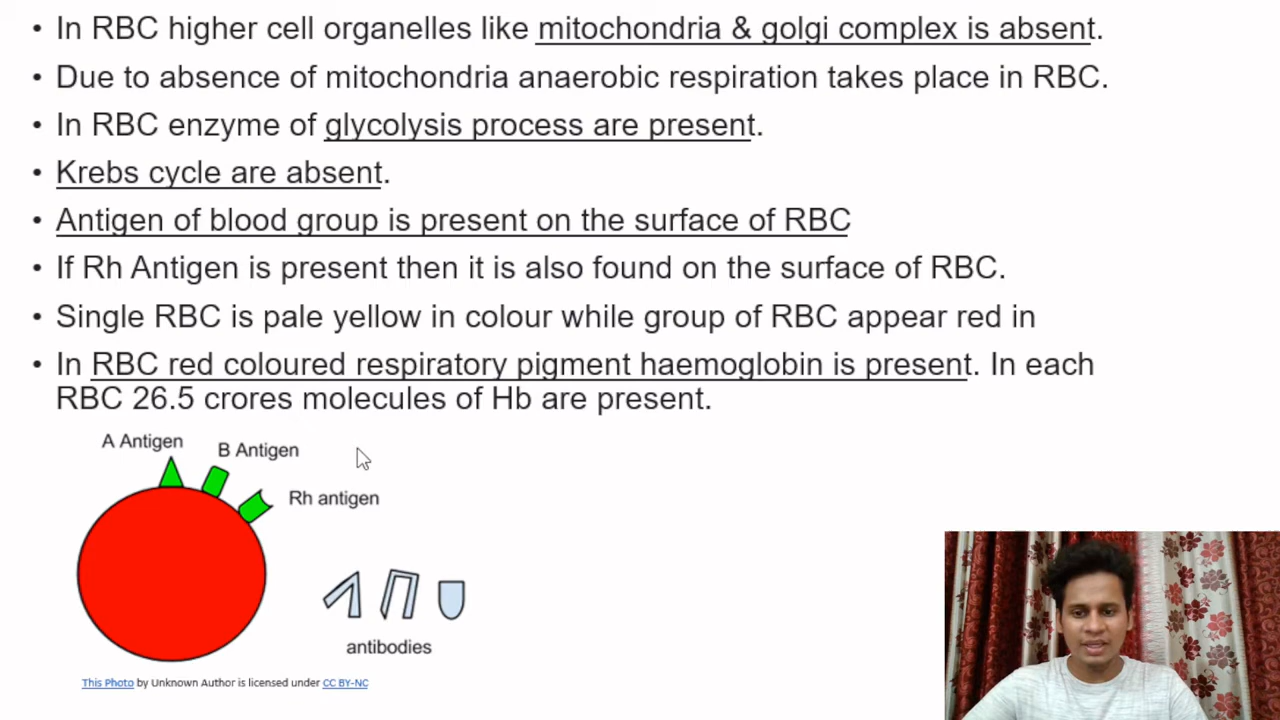 • In RBC higher cell organelles like mitochondria & golgi complex is absent.
• Due to absence of mitochondria anaerobic respiration takes place in RBC.
• In RBC enzyme of glycolysis process are present.
• Krebs cycle are absent.
• Antigen of blood group is present on the surface of RBC
• If Rh Antigen is present then it is also found on the surface of RBC.
• Single RBC is pale yellow in colour while group of RBC appear red in
• In RBC red coloured respiratory pigment haemoglobin is present. In each
RBC 26.5 crores molecules of Hb are present.
A Antigen
B Antigen
Rh antigen
antibodies
This Photo by Unknown Author is licensed under CC BY-NC